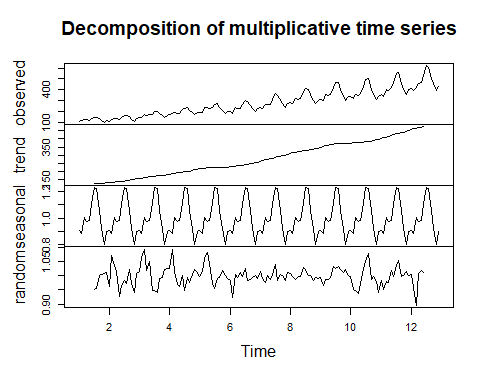 Decomposition of multiplicative time series
observed
100 400
trend
150 350
seasonal
0.8 1.0 1.2
random
0.90 1.05
2 4 6 8 10 12
Time